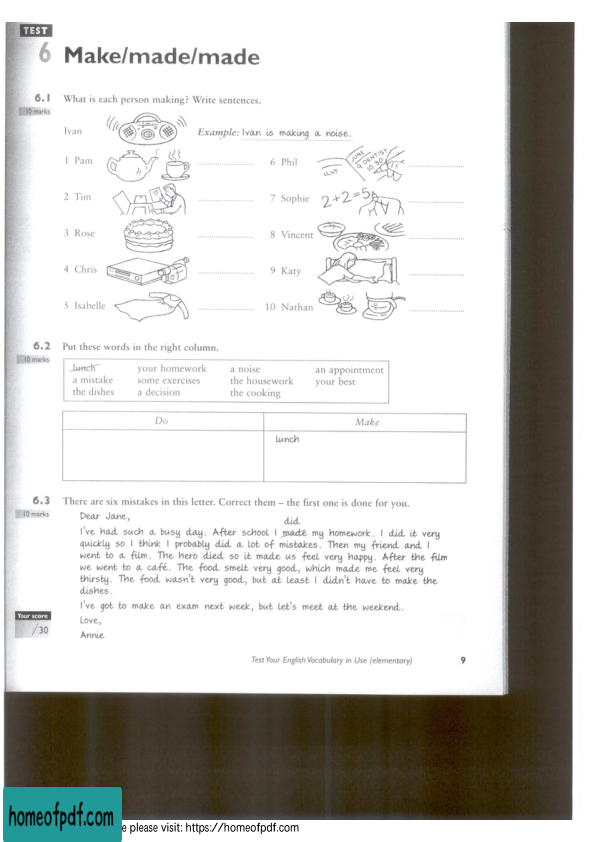 TEST
6 Make/made/made
6.1 What is each person making? Write sentences.
10 marks
Ivan Example: Ivan is making a noise.
1 Pam ........................ 6 Phil ........................
JUNE
9 DENTIST
10.30
2 Tim ........................ 7 Sophie 2+2=5 ........................
3 Rose ........................ 8 Vincent ........................
4 Chris ........................ 9 Katy ........................
5 Isabelle ........................ 10 Nathan ........................
6.2 Put these words in the right column.
10 marks
lunch your homework a noise an appointment
a mistake some exercises the housework your best
the dishes a decision the cooking
Do Make
lunch
6.3 There are six mistakes in this letter. Correct them – the first one is done for you.
10 marks
Dear Jane,
did
I've had such a busy day. After school I made my homework. I did it very
quickly so I think I probably did a lot of mistakes. Then my friend and I
went to a film. The hero died so it made us feel very happy. After the film
we went to a café. The food smelt very good, which made me feel very
thirsty. The food wasn't very good, but at least I didn't have to make the
dishes.
I've got to make an exam next week, but let's meet at the weekend.
Love,
Annie
Your score
/30
Test Your English Vocabulary in Use (elementary) 9
homeofpdf.com
e please visit: https://homeofpdf.com